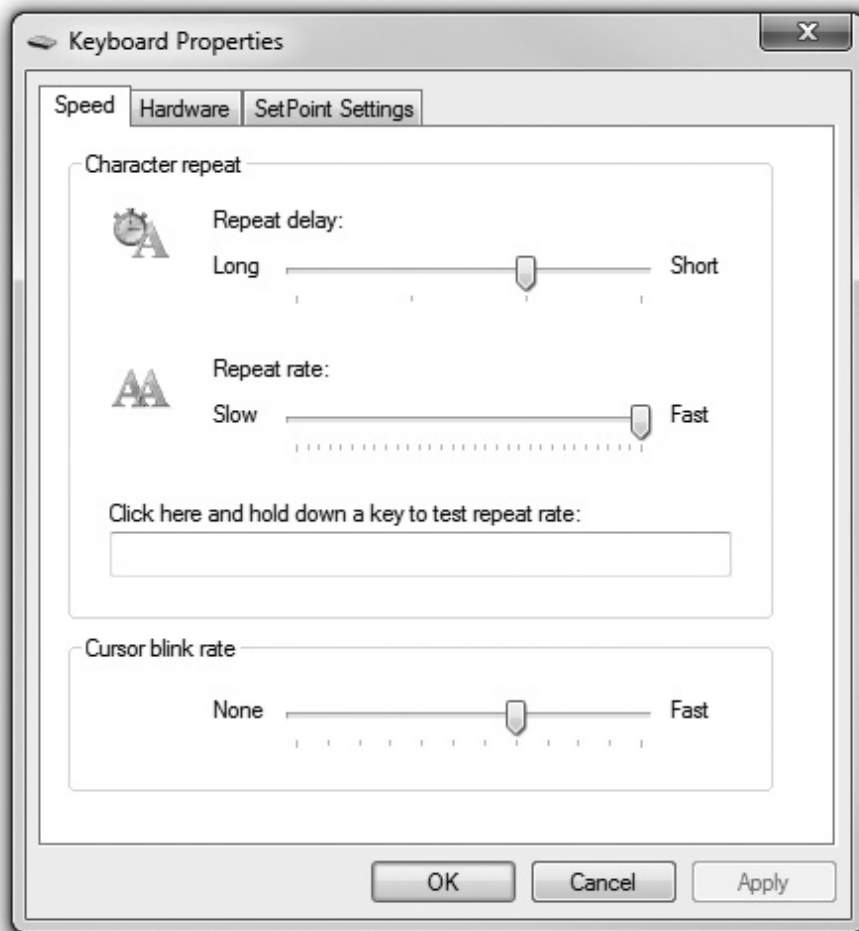 Keyboard Properties
Speed Hardware SetPoint Settings
Character repeat
Repeat delay:
Long Short
Repeat rate:
Slow Fast
Click here and hold down a key to test repeat rate:
Cursor blink rate
None Fast
OK Cancel Apply